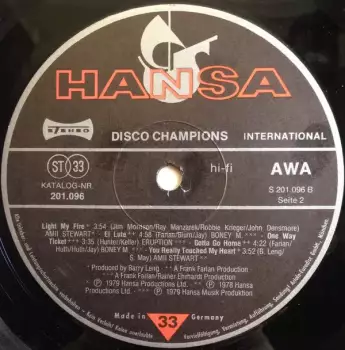 HANSA
STEREO
DISCO CHAMPIONS
INTERNATIONAL
ST 33
hi-fi
AWA
KATALOG-NR.
201.096
S 201.096 B
Seite 2
Light My Fire* 3:54 (Jim Morrison/Ray Manzarek/Robbie Krieger/John Densmore)
AMII STEWART - El Lute* 4:58 (Farian/Blum/Jay) BONEY M. - One Way
Ticket* 3:35 (Hunter/Keller) ERUPTION - Gotta Go Home* 4:22 (Farian/
Huth/Huth/Jay) BONEY M. - You Really Touched My Heart* 3:52 (B. Leng/
S. May) AMII STEWART
Produced by Barry Leng
A Frank Farian Production
A Frank Farian/Rainer Ehrhardt Production
℗ 1979 Hansa Productions Ltd.
℗ 1978 Hansa
Productions Ltd.
℗ 1979 Hansa Musik Produktion
Made in
33
Germany